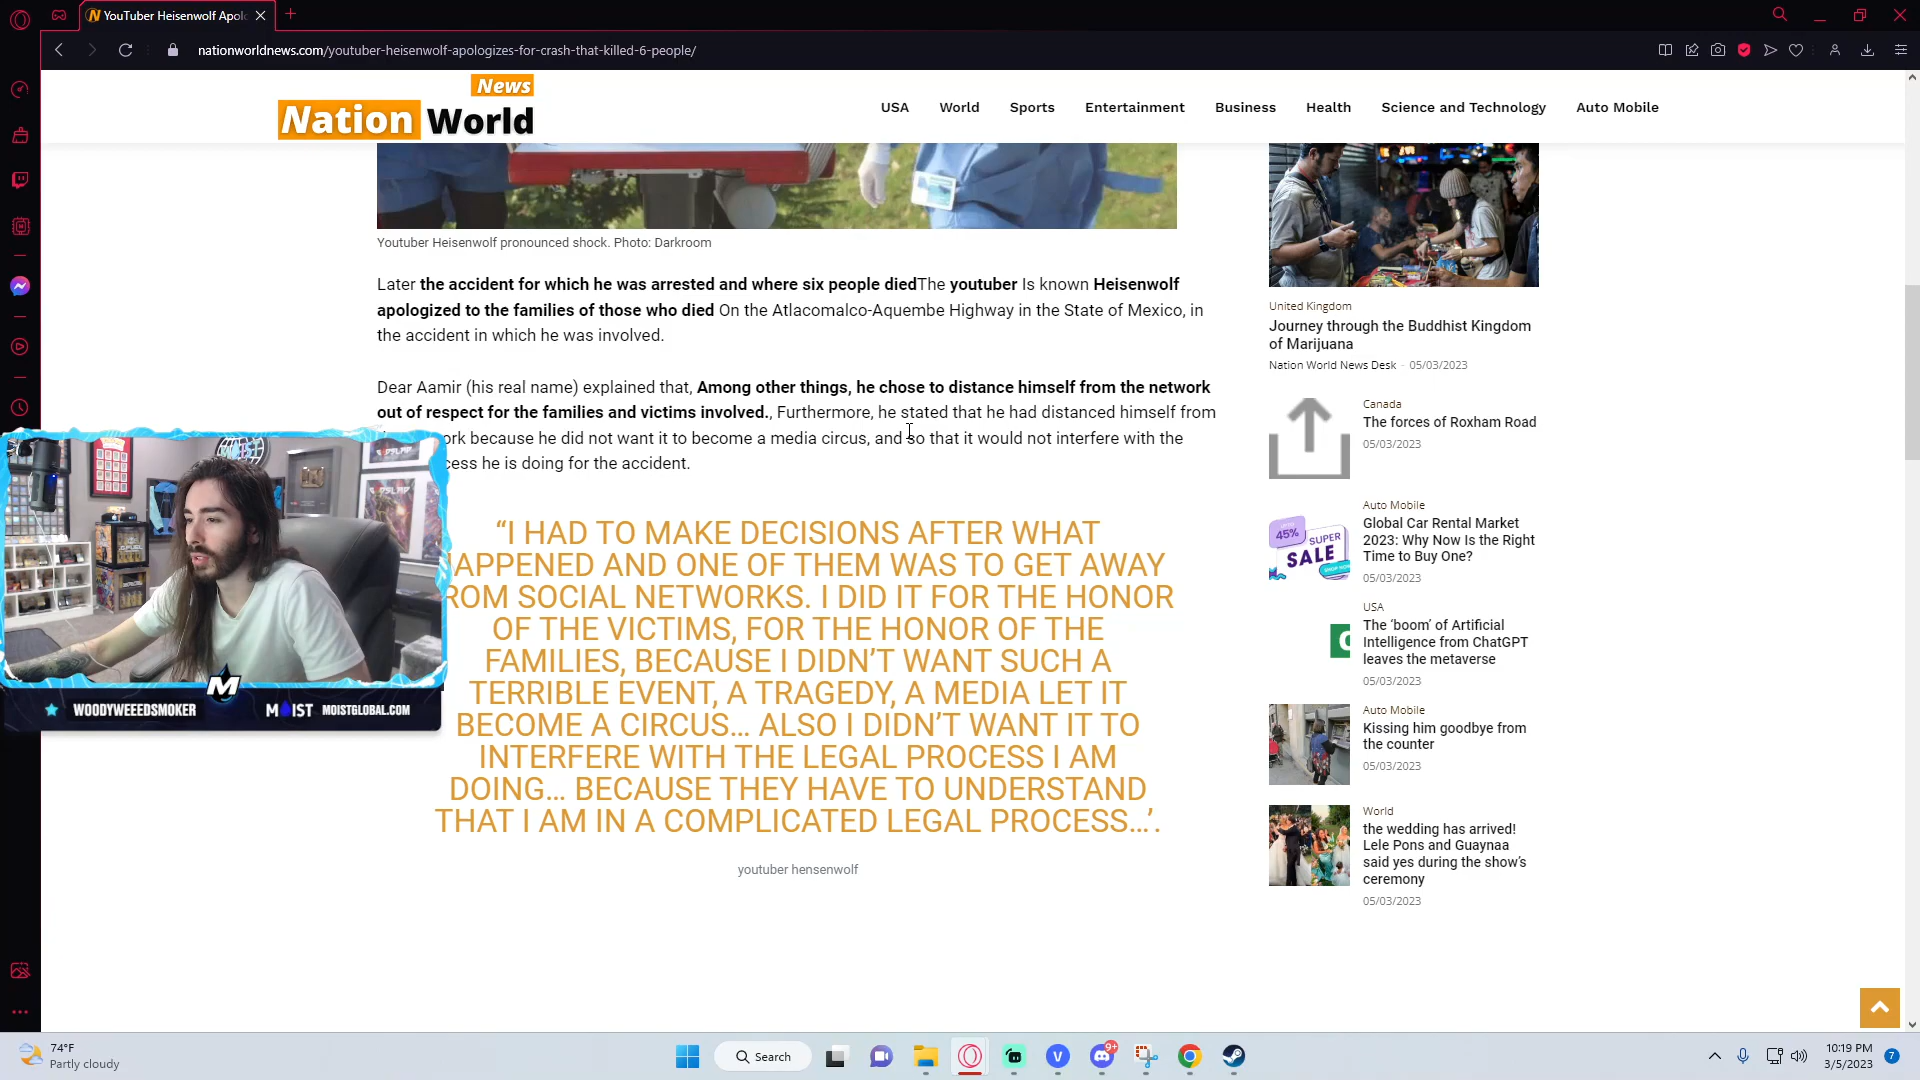 YouTuber Heisenwolf Apol
nationworldnews.com/youtuber-heisenwolf-apologizes-for-crash-that-killed-6-people/
News
Nation World
USA World Sports Entertainment Business Health Science and Technology Auto Mobile
Youtuber Heisenwolf pronounced shock. Photo: Darkroom
Later the accident for which he was arrested and where six people diedThe youtuber Is known Heisenwolf
apologized to the families of those who died On the Atlacomalco-Aquembe Highway in the State of Mexico, in
the accident in which he was involved.
Dear Aamir (his real name) explained that, Among other things, he chose to distance himself from the network
out of respect for the families and victims involved., Furthermore, he stated that he had distanced himself from
ork because he did not want it to become a media circus, and so that it would not interfere with the
cess he is doing for the accident.
“I HAD TO MAKE DECISIONS AFTER WHAT
APPENED AND ONE OF THEM WAS TO GET AWAY
ROM SOCIAL NETWORKS. I DID IT FOR THE HONOR
OF THE VICTIMS, FOR THE HONOR OF THE
FAMILIES, BECAUSE I DIDN’T WANT SUCH A
TERRIBLE EVENT, A TRAGEDY, A MEDIA LET IT
BECOME A CIRCUS… ALSO I DIDN’T WANT IT TO
INTERFERE WITH THE LEGAL PROCESS I AM
DOING… BECAUSE THEY HAVE TO UNDERSTAND
THAT I AM IN A COMPLICATED LEGAL PROCESS…’.
youtuber hensenwolf
United Kingdom
Journey through the Buddhist Kingdom
of Marijuana
Nation World News Desk - 05/03/2023
Canada
The forces of Roxham Road
05/03/2023
45%
SUPER
SALE
Auto Mobile
Global Car Rental Market
2023: Why Now Is the Right
Time to Buy One?
05/03/2023
USA
The ‘boom’ of Artificial
Intelligence from ChatGPT
leaves the metaverse
05/03/2023
Auto Mobile
Kissing him goodbye from
the counter
05/03/2023
World
the wedding has arrived!
Lele Pons and Guaynaa
said yes during the show’s
ceremony
05/03/2023
M
WOODYWEEEDSMOKER
MOIST MOISTGLOBAL.COM
74°F
Partly cloudy
Search
V
9+
10:19 PM
3/5/2023
7